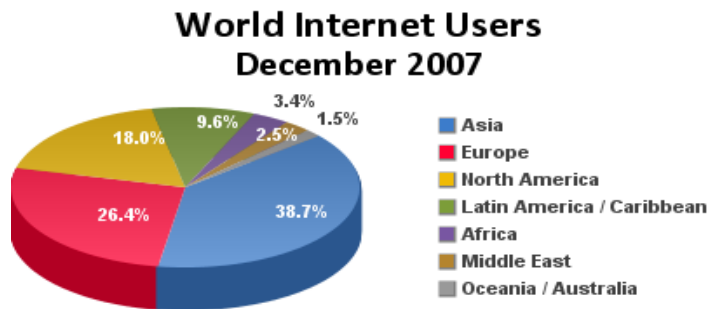 World Internet Users
December 2007
3.4%
1.5%
9.6%
18.0%
2.5%
26.4%
38.7%
Asia
Europe
North America
Latin America / Caribbean
Africa
Middle East
Oceania / Australia